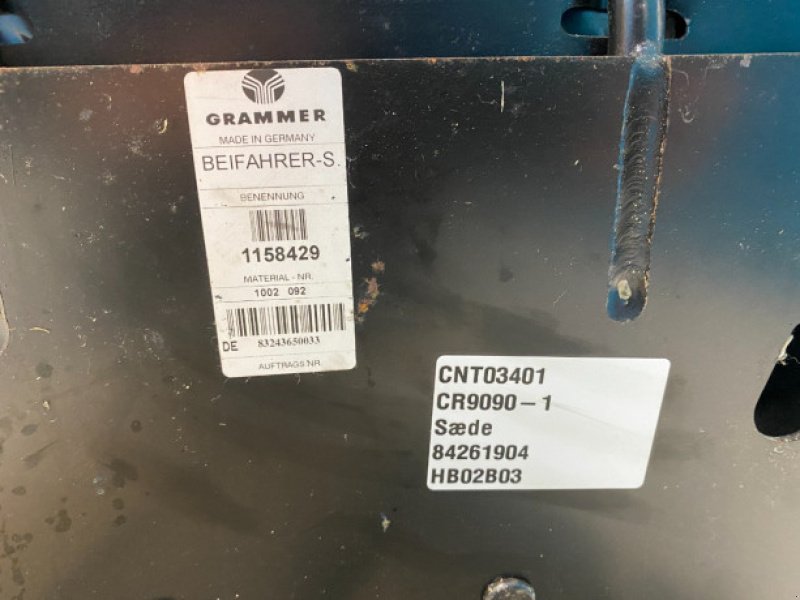 GRAMMER
MADE IN GERMANY
BEIFAHRER-S.
BENENNUNG
1158429
MATERIAL - NR.
1002 092
DE 83243650033
AUFTRAGS NR.
CNT03401
CR9090-1
Sæde
84261904
HB02B03